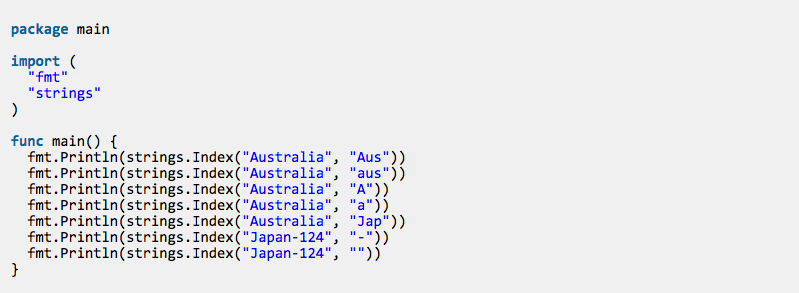 package main
import (
"fmt"
"strings"
)
func main() {
fmt.Println(strings.Index("Australia", "Aus"))
fmt.Println(strings.Index("Australia", "aus"))
fmt.Println(strings.Index("Australia", "A"))
fmt.Println(strings.Index("Australia", "a"))
fmt.Println(strings.Index("Australia", "Jap"))
fmt.Println(strings.Index("Japan-124", "-"))
fmt.Println(strings.Index("Japan-124", ""))
}